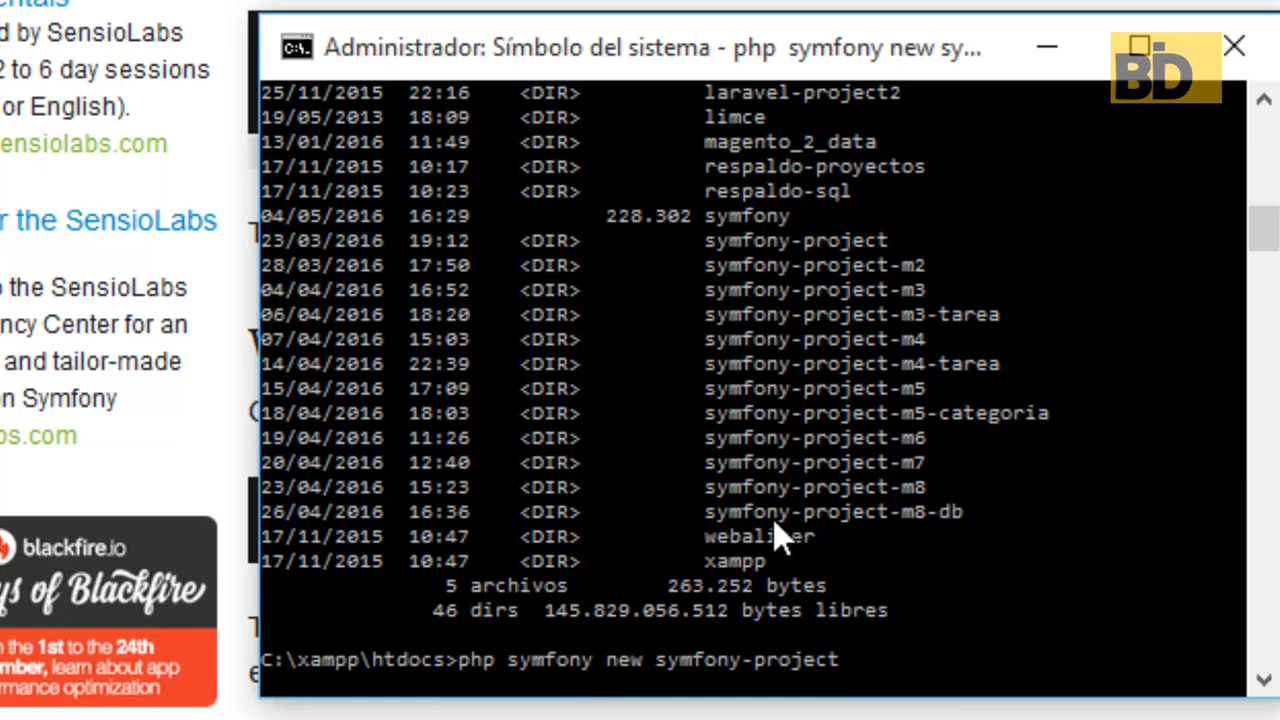 d by SensioLabs
2 to 6 day sessions
or English).
ensiolabs.com
r the SensioLabs
o the SensioLabs
ncy Center for an
and tailor-made
n Symfony
bs.com
blackfire.io
ys of Blackfire
n the 1st to the 24th
mber, learn about app
rmance optimization
Administrador: Símbolo del sistema - php symfony new sy...
BD
25/11/2015 22:16 <DIR> laravel-project2
19/05/2013 18:09 <DIR> limce
13/01/2016 11:49 <DIR> magento_2_data
17/11/2015 10:17 <DIR> respaldo-proyectos
17/11/2015 10:23 <DIR> respaldo-sql
04/05/2016 16:29 228.302 symfony
23/03/2016 19:12 <DIR> symfony-project
28/03/2016 17:50 <DIR> symfony-project-m2
04/04/2016 16:52 <DIR> symfony-project-m3
06/04/2016 18:20 <DIR> symfony-project-m3-tarea
07/04/2016 15:03 <DIR> symfony-project-m4
14/04/2016 22:39 <DIR> symfony-project-m4-tarea
15/04/2016 17:09 <DIR> symfony-project-m5
18/04/2016 18:03 <DIR> symfony-project-m5-categoria
19/04/2016 11:26 <DIR> symfony-project-m6
20/04/2016 12:40 <DIR> symfony-project-m7
23/04/2016 15:23 <DIR> symfony-project-m8
26/04/2016 16:36 <DIR> symfony-project-m8-db
17/11/2015 10:47 <DIR> webalizer
17/11/2015 10:47 <DIR> xampp
5 archivos 263.252 bytes
46 dirs 145.829.056.512 bytes libres
C:\xampp\htdocs>php symfony new symfony-project